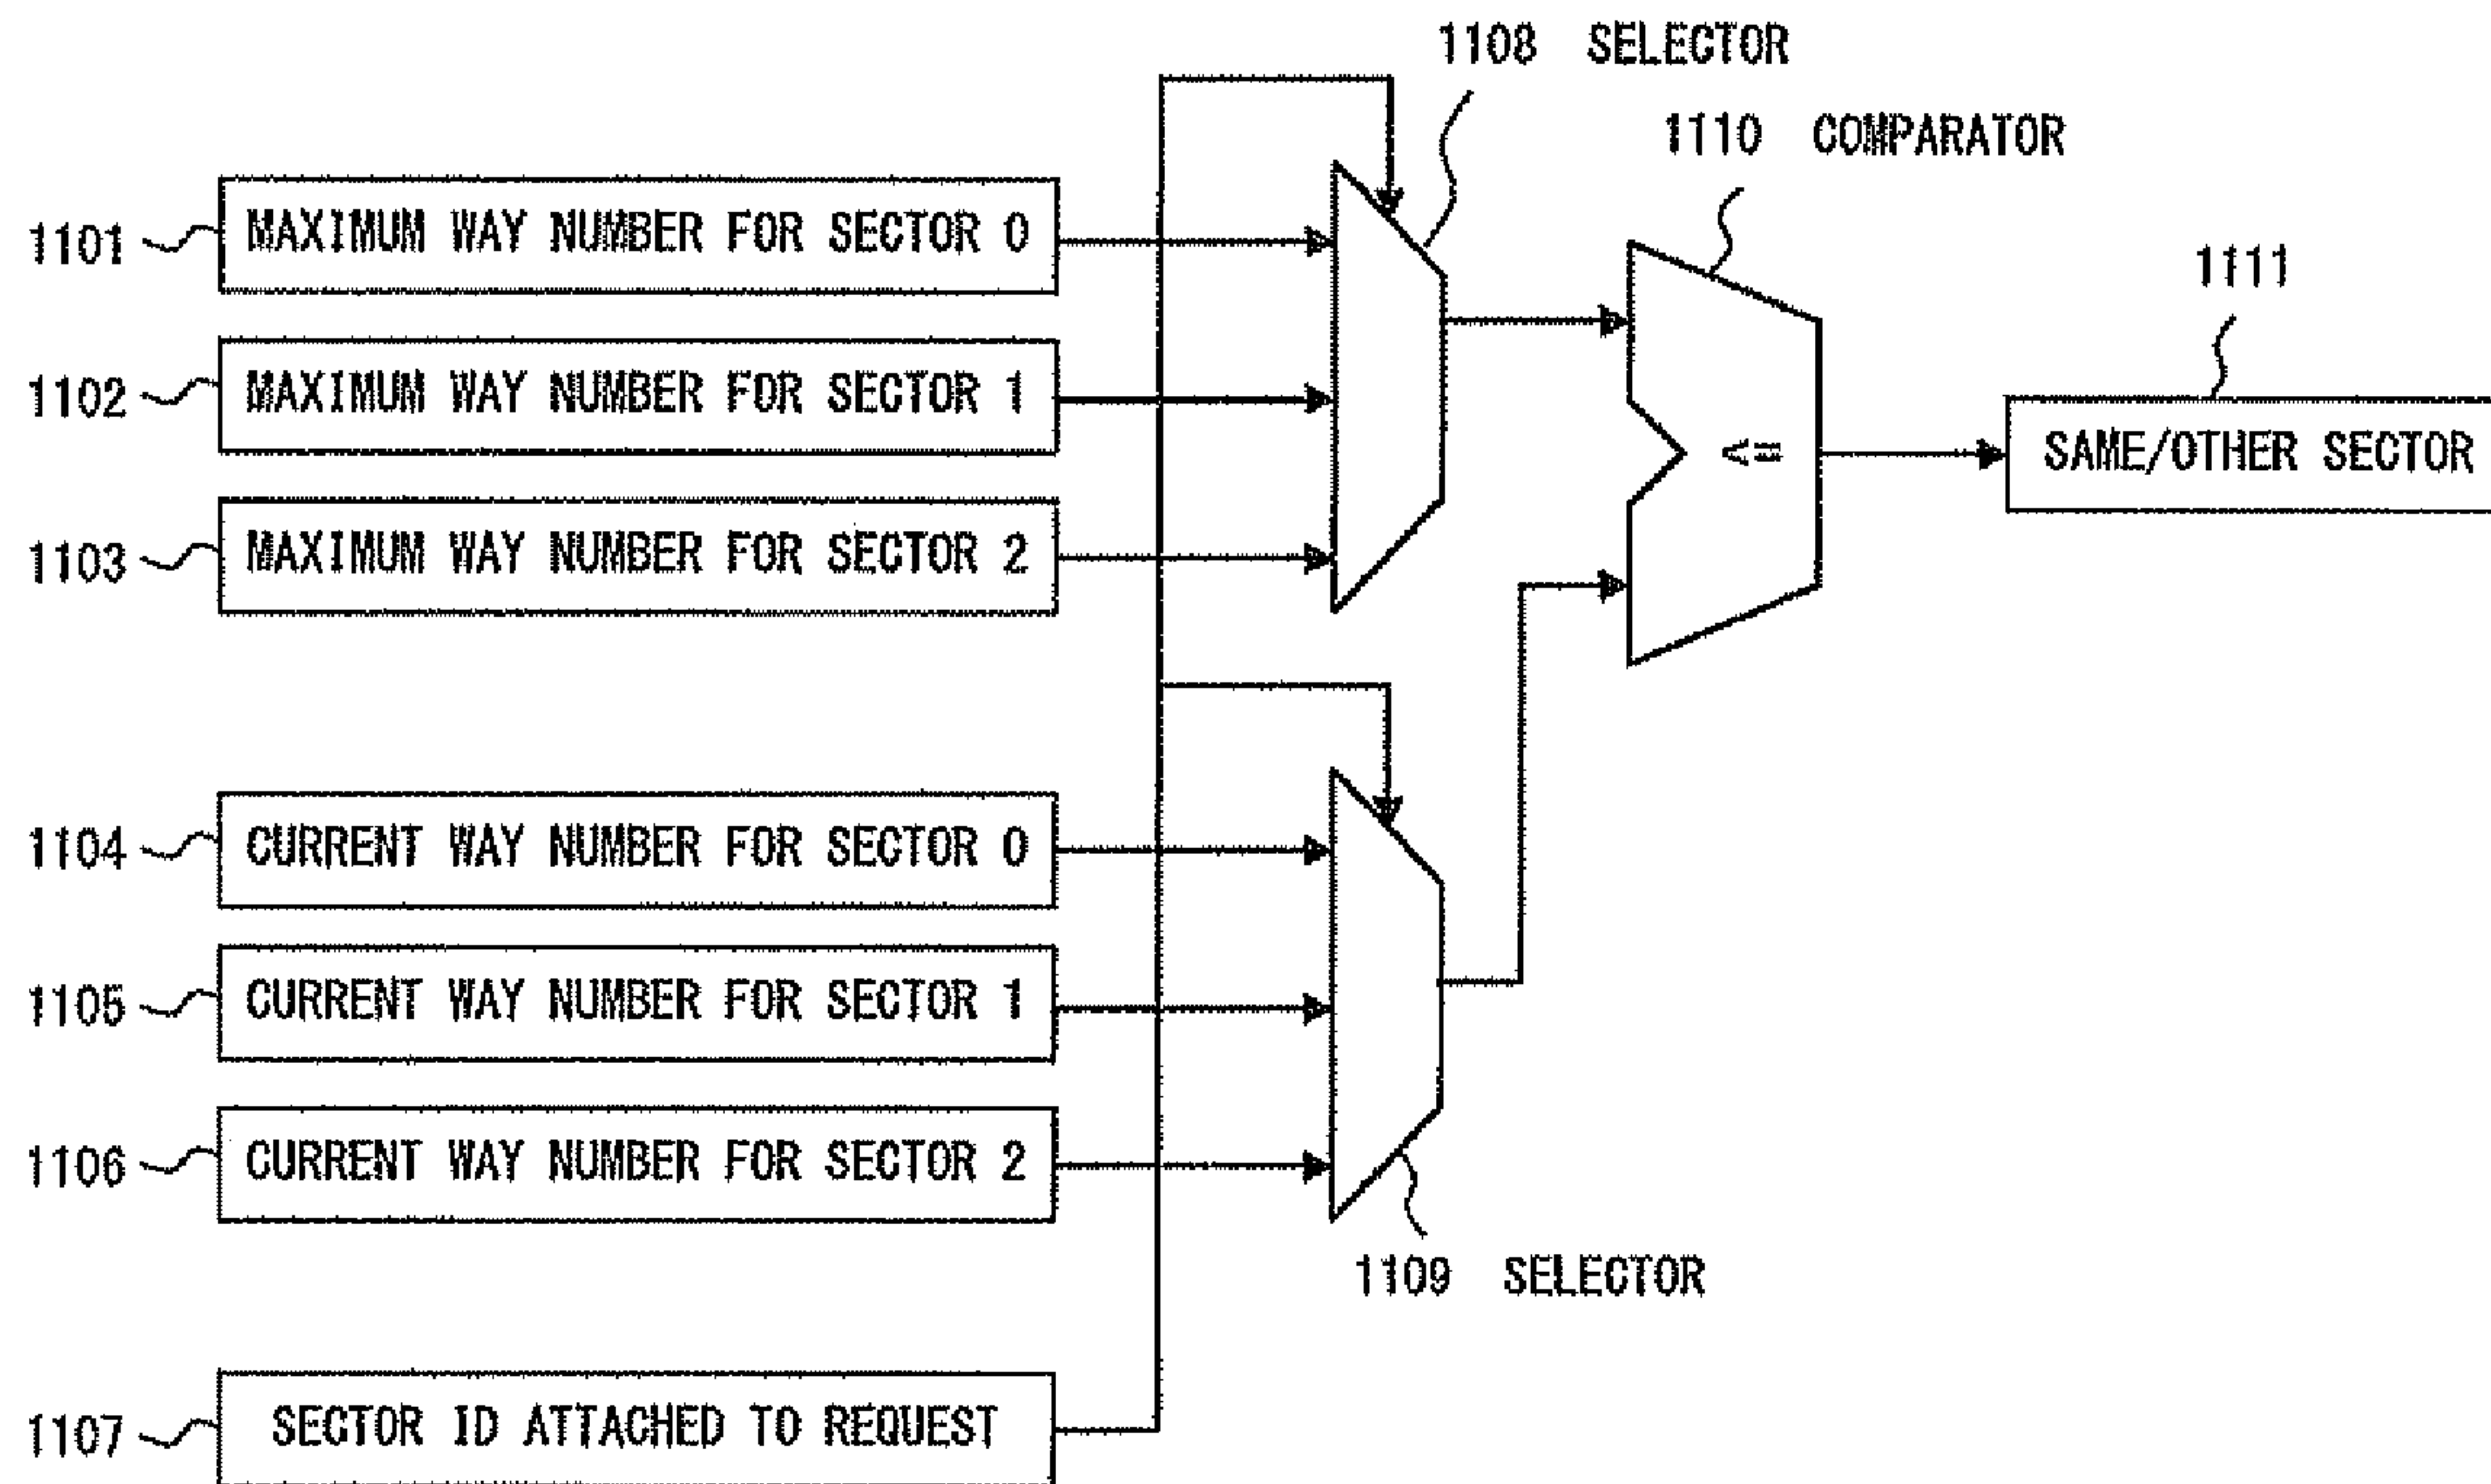 1108 SELECTOR
1110 COMPARATOR
1101 MAXIMUM WAY NUMBER FOR SECTOR 0
1111
1102 MAXIMUM WAY NUMBER FOR SECTOR 1
<= SAME/OTHER SECTOR
1103 MAXIMUM WAY NUMBER FOR SECTOR 2
1104 CURRENT WAY NUMBER FOR SECTOR 0
1105 CURRENT WAY NUMBER FOR SECTOR 1
1106 CURRENT WAY NUMBER FOR SECTOR 2
1109 SELECTOR
1107 SECTOR ID ATTACHED TO REQUEST